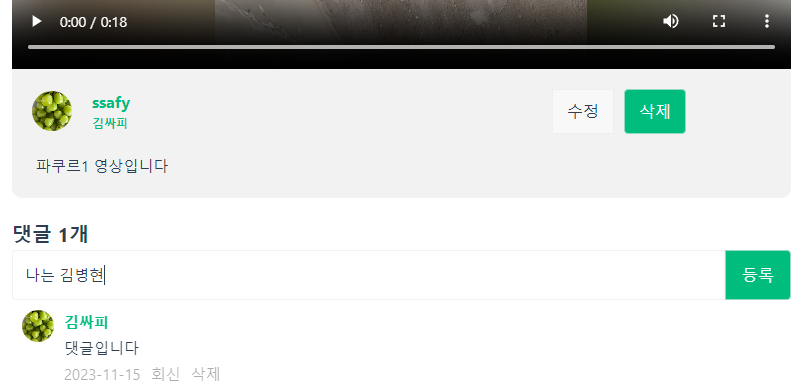 0:00 / 0:18
ssafy
김싸피
수정 삭제
파쿠르1 영상입니다
댓글 1개
나는 김병현 등록
김싸피
댓글입니다
2023-11-15 회신 삭제